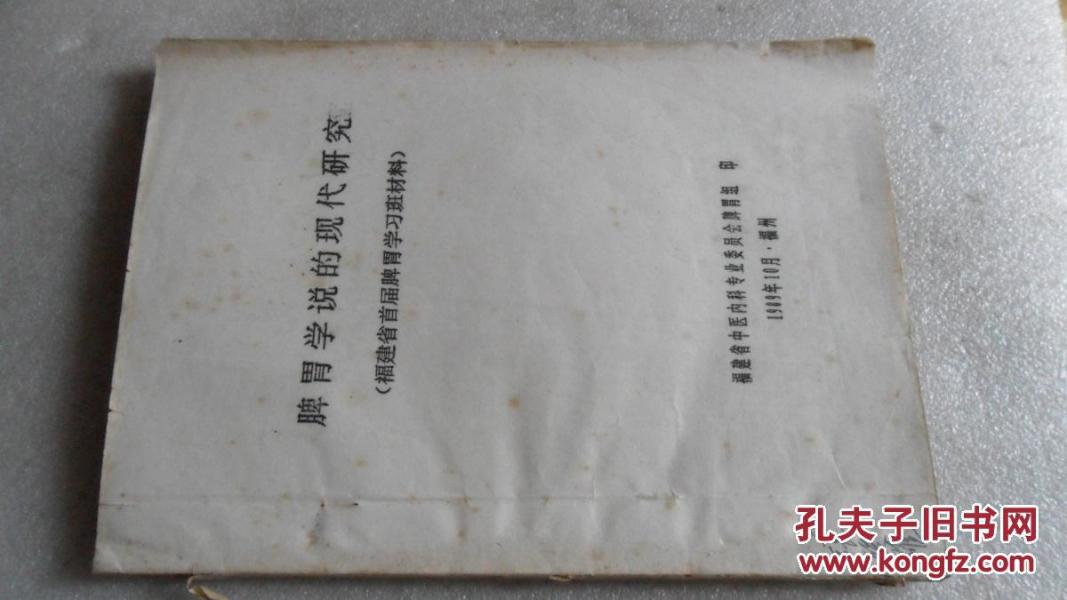 脾胃学说的现代研究
（福建省首届脾胃学习班材料）
福建省中医内科专业委员会脾胃组 印
1989年10月·福州
孔夫子旧书网
www.kongfz.com